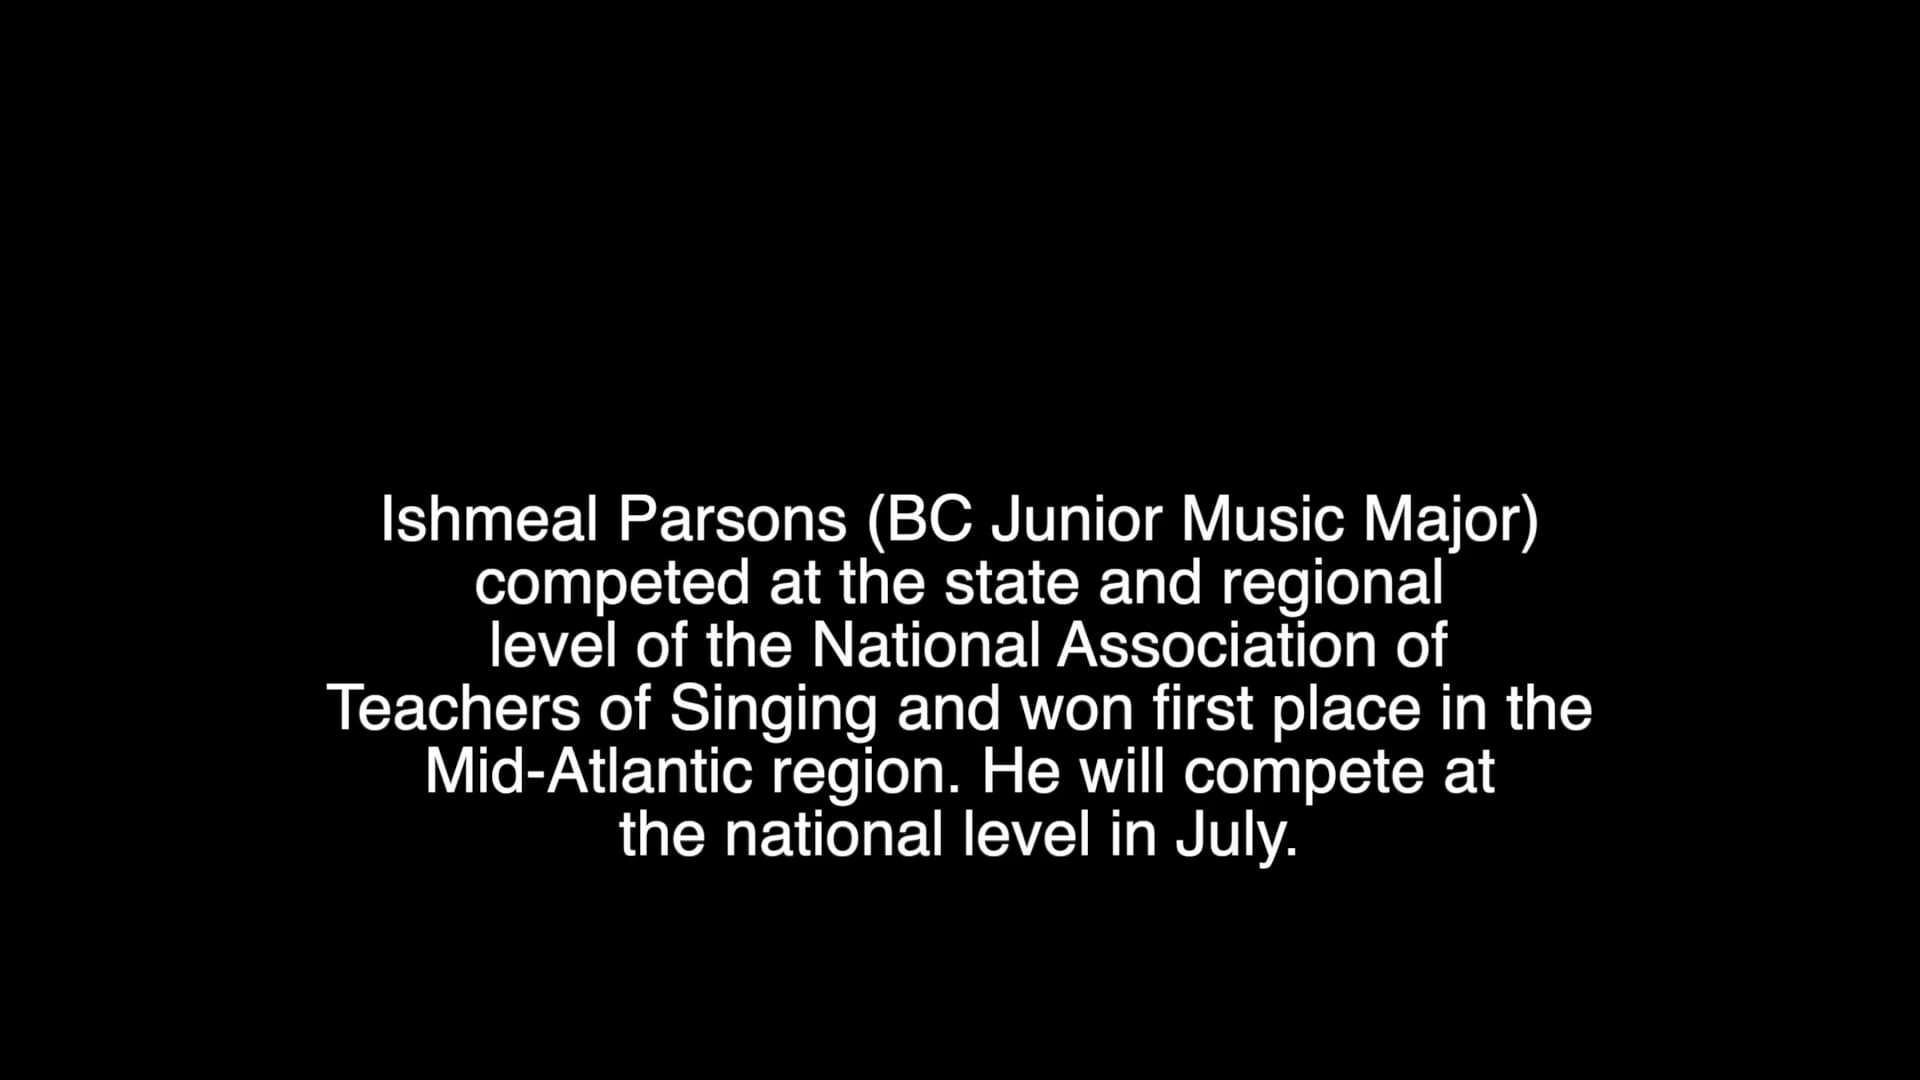 Ishmeal Parsons (BC Junior Music Major)
competed at the state and regional
level of the National Association of
Teachers of Singing and won first place in the
Mid-Atlantic region. He will compete at
the national level in July.